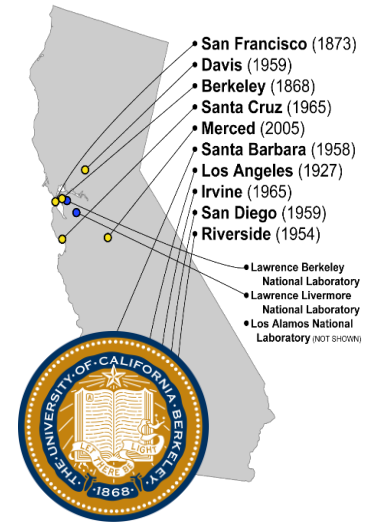 San Francisco (1873)
Davis (1959)
Berkeley (1868)
Santa Cruz (1965)
Merced (2005)
Santa Barbara (1958)
Los Angeles (1927)
Irvine (1965)
San Diego (1959)
Riverside (1954)
Lawrence Berkeley
National Laboratory
Lawrence Livermore
National Laboratory
Los Alamos National
Laboratory (NOT SHOWN)
·THE·UNIVERSITY·OF·CALIFORNIA·BERKELEY·
A
LET THERE BE LIGHT
·1868·